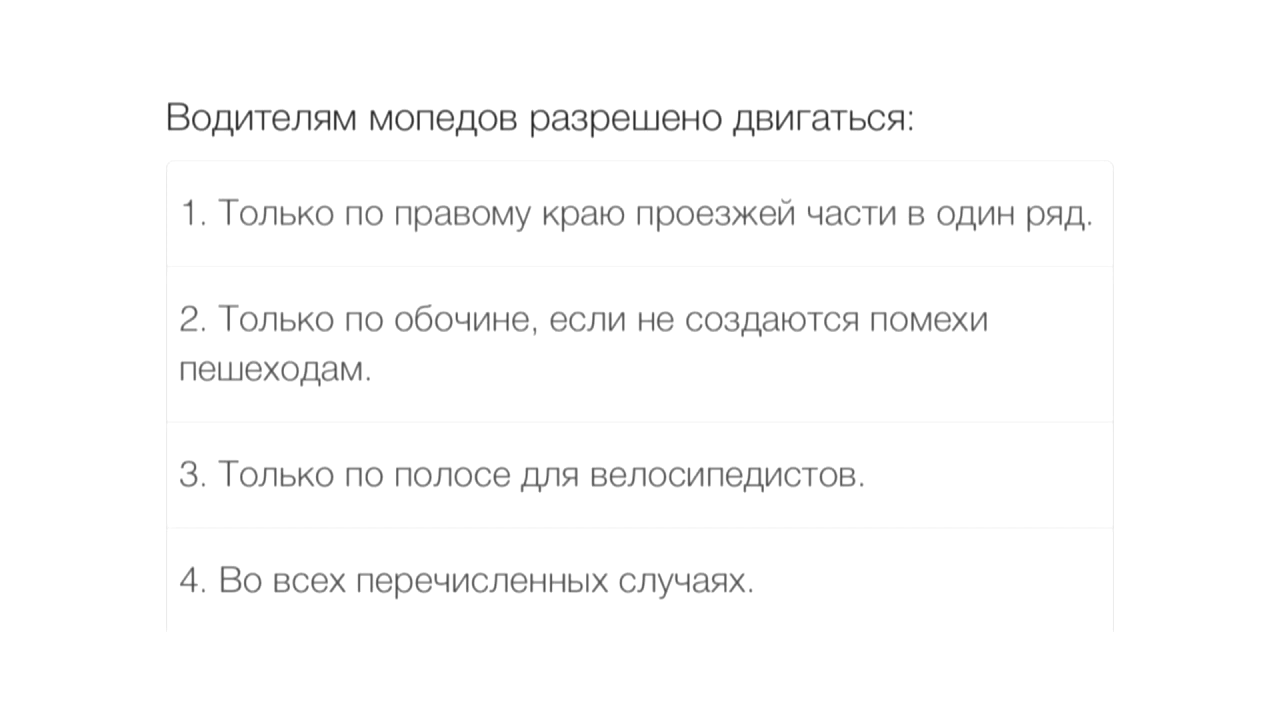 Водителям мопедов разрешено двигаться:
1. Только по правому краю проезжей части в один ряд.
2. Только по обочине, если не создаются помехи
пешеходам.
3. Только по полосе для велосипедистов.
4. Во всех перечисленных случаях.